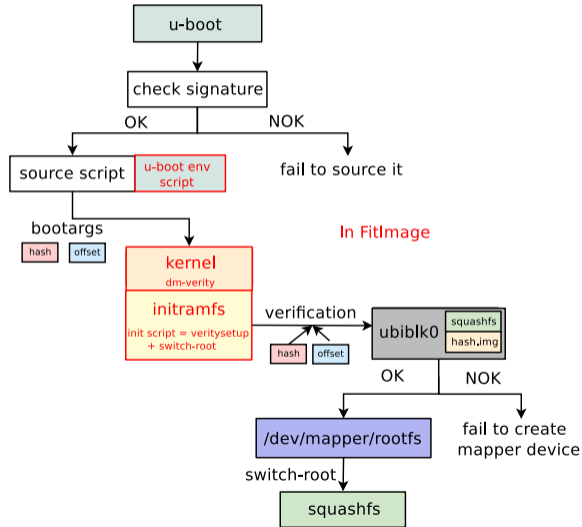 u-boot
check signature
OK
NOK
source script
u-boot env
script
fail to source it
bootargs
hash
offset
In FitImage
kernel
dm-verity
initramfs
init script = veritysetup
+ switch-root
verification
hash
offset
ubiblk0
squashfs
hash.img
OK
NOK
/dev/mapper/rootfs
fail to create
mapper device
switch-root
squashfs